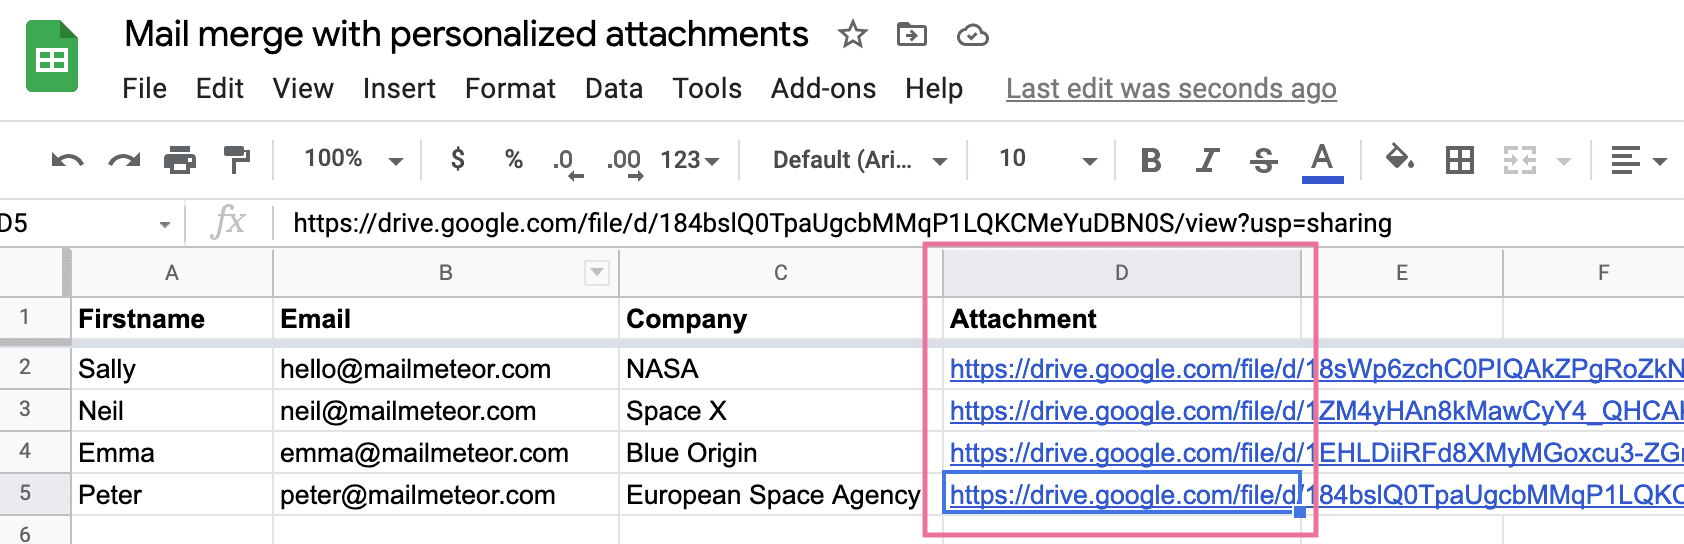 Mail merge with personalized attachments
File Edit View Insert Format Data Tools Add-ons Help Last edit was seconds ago
100% $ % .0 .00 123 Default (Ari... 10 B I S A
D5 fx https://drive.google.com/file/d/184bslQ0TpaUgcbMMqP1LQKCMeYuDBN0S/view?usp=sharing
A B C D E F
1 Firstname Email Company Attachment
2 Sally hello@mailmeteor.com NASA https://drive.google.com/file/d/18sWp6zchC0PIQAkZPgRoZkN
3 Neil neil@mailmeteor.com Space X https://drive.google.com/file/d/1ZM4yHAn8kMawCyY4_QHCAk
4 Emma emma@mailmeteor.com Blue Origin https://drive.google.com/file/d/1EHLDiiRFd8XMyMGoxcu3-ZGr
5 Peter peter@mailmeteor.com European Space Agency https://drive.google.com/file/d/184bslQ0TpaUgcbMMqP1LQKC
6